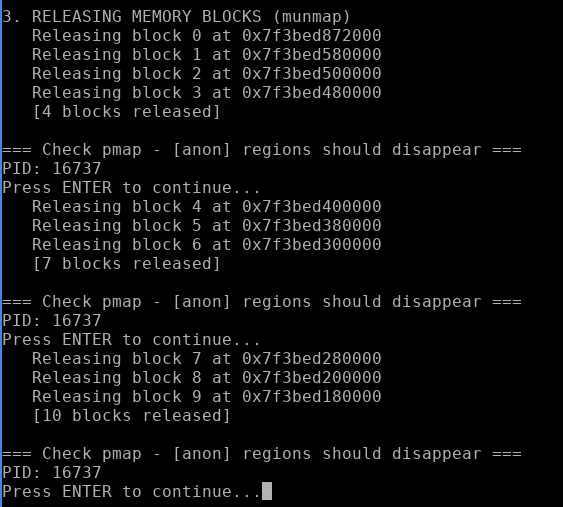 3. RELEASING MEMORY BLOCKS (munmap)
   Releasing block 0 at 0x7f3bed872000
   Releasing block 1 at 0x7f3bed580000
   Releasing block 2 at 0x7f3bed500000
   Releasing block 3 at 0x7f3bed480000
   [4 blocks released]

=== Check pmap - [anon] regions should disappear ===
PID: 16737
Press ENTER to continue...
   Releasing block 4 at 0x7f3bed400000
   Releasing block 5 at 0x7f3bed380000
   Releasing block 6 at 0x7f3bed300000
   [7 blocks released]

=== Check pmap - [anon] regions should disappear ===
PID: 16737
Press ENTER to continue...
   Releasing block 7 at 0x7f3bed280000
   Releasing block 8 at 0x7f3bed200000
   Releasing block 9 at 0x7f3bed180000
   [10 blocks released]

=== Check pmap - [anon] regions should disappear ===
PID: 16737
Press ENTER to continue...